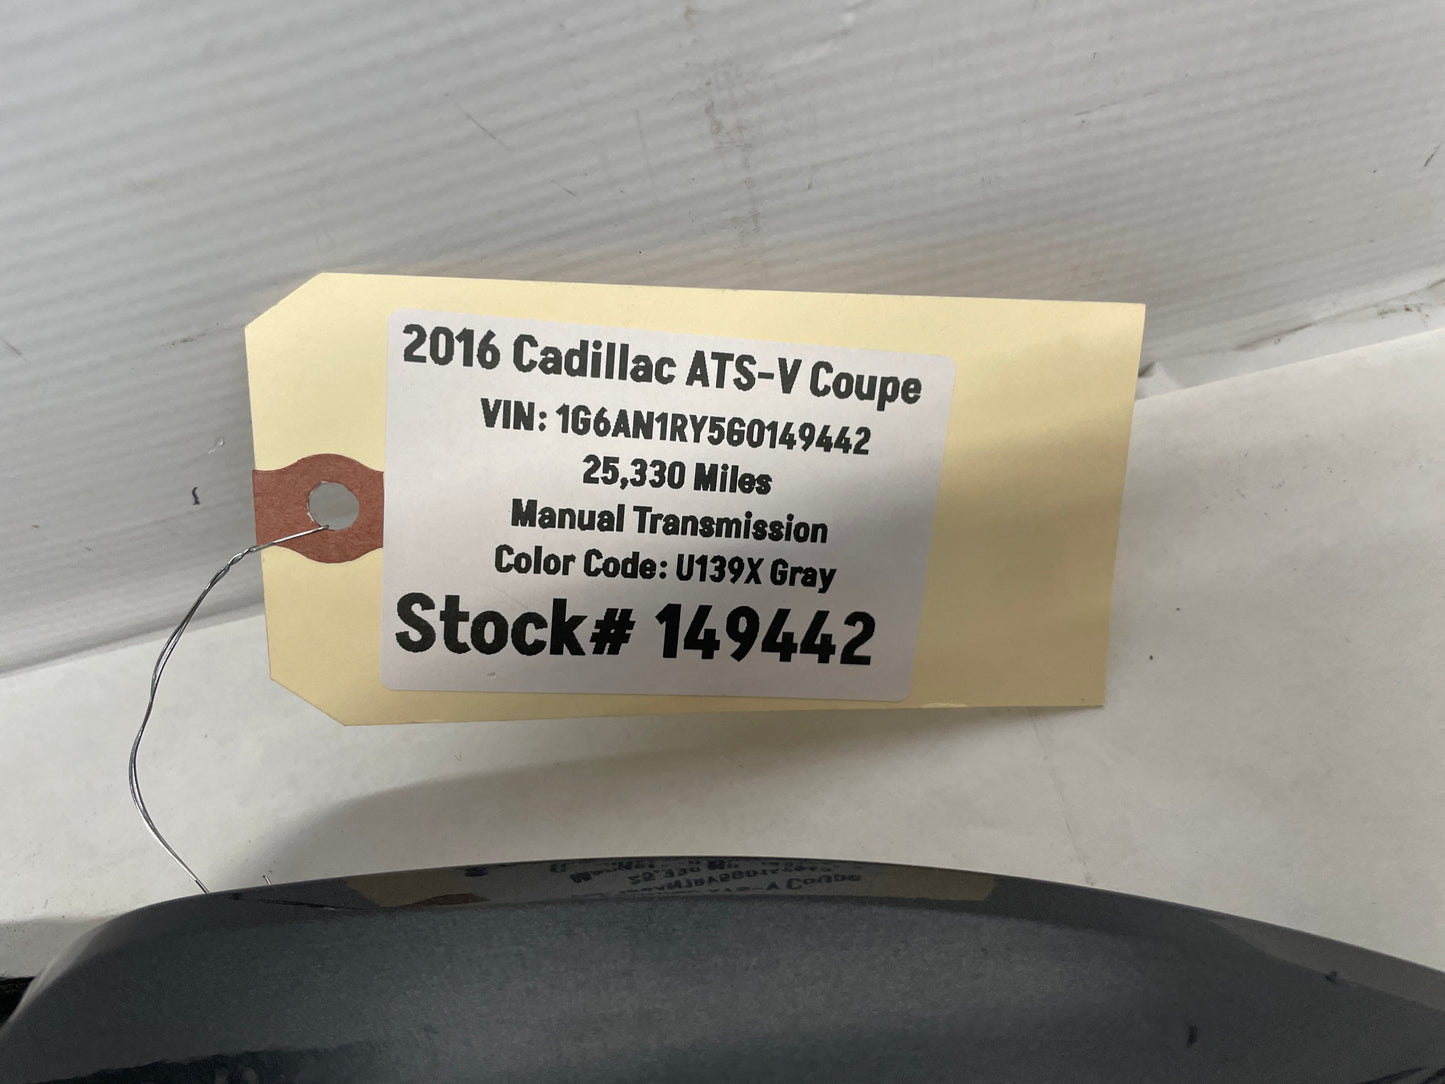 2016 Cadillac ATS-V Coupe
VIN: 1G6AN1RY5G0149442
25,330 Miles
Manual Transmission
Color Code: U139X Gray
Stock# 149442